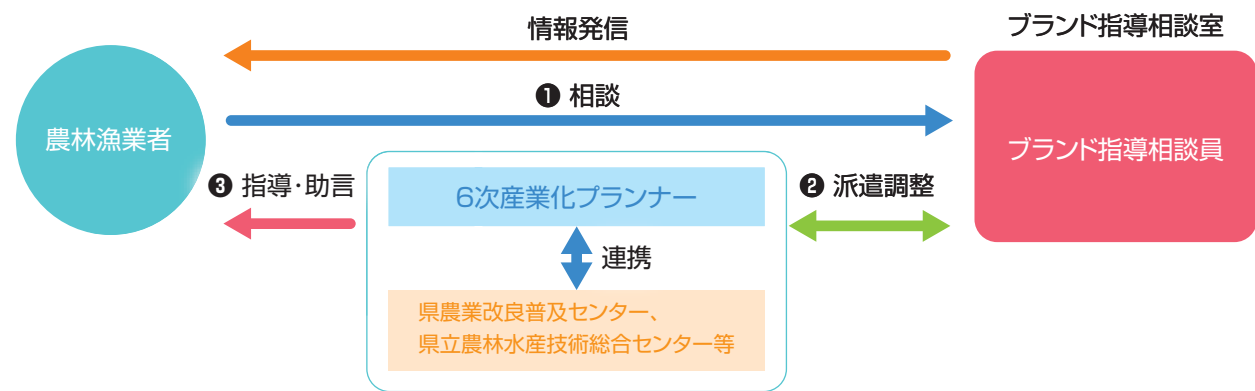 情報発信
ブランド指導相談室
❶ 相談
農林漁業者
ブランド指導相談員
❸ 指導・助言
6次産業化プランナー
❷ 派遣調整
連携
県農業改良普及センター、
県立農林水産技術総合センター等